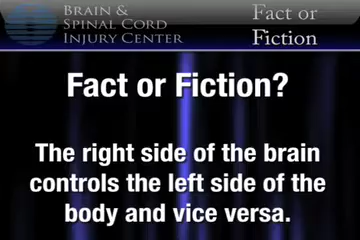 BRAIN &
SPINAL CORD
INJURY CENTER
Fact or
Fiction
Fact or Fiction?
The right side of the brain
controls the left side of the
body and vice versa.